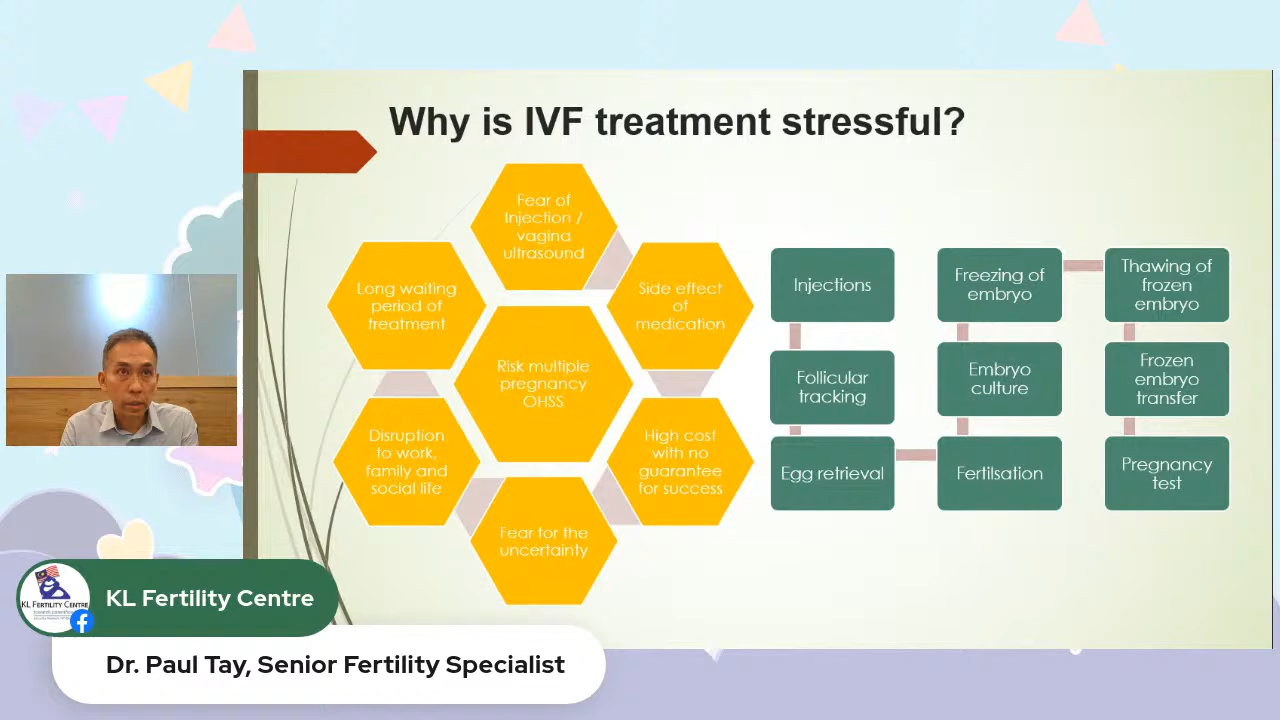 Why is IVF treatment stressful?
Fear of
Injection /
vagina
ultrasound
Long waiting
period of
treatment
Side effect
of
medication
Risk multiple
pregnancy
OHSS
Disruption
to work,
family and
social life
High cost
with no
guarantee
for success
Fear for the
uncertainty
Injections
Follicular
tracking
Egg retrieval
Freezing of
embryo
Embryo
culture
Fertilsation
Thawing of
frozen
embryo
Frozen
embryo
transfer
Pregnancy
test
KL FERTILITY CENTRE
KL Fertility Centre
Dr. Paul Tay, Senior Fertility Specialist